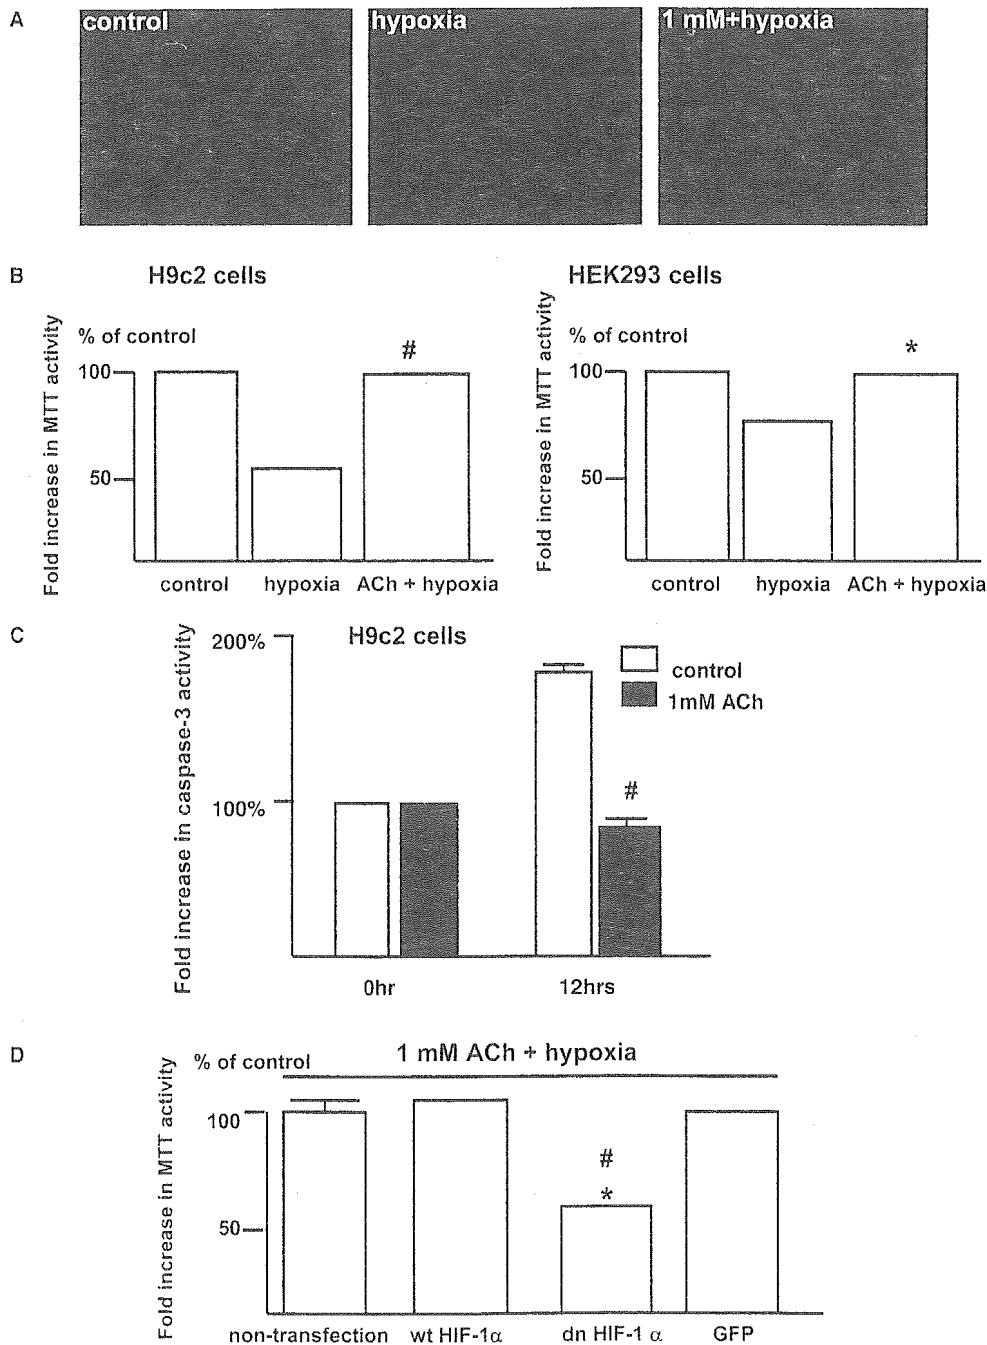 A
control
hypoxia
1 mM+hypoxia
B
H9c2 cells
HEK293 cells
Fold increase in MTT activity
% of control
100
50
#
control
hypoxia
ACh + hypoxia
Fold increase in MTT activity
% of control
100
50
*
control
hypoxia
ACh + hypoxia
C
H9c2 cells
Fold increase in caspase-3 activity
200%
100%
control
1mM ACh
#
0hr
12hrs
D
% of control
1 mM ACh + hypoxia
Fold increase in MTT activity
100
50
#
*
non-transfection
wt HIF-1α
dn HIF-1 α
GFP